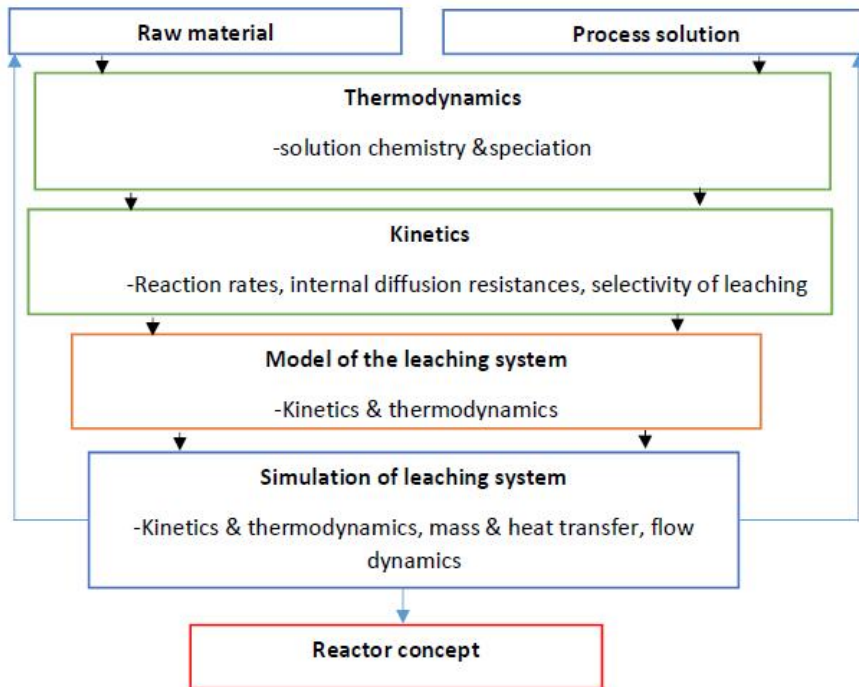 Raw material
Process solution
Thermodynamics
-solution chemistry &speciation
Kinetics
-Reaction rates, internal diffusion resistances, selectivity of leaching
Model of the leaching system
-Kinetics & thermodynamics
Simulation of leaching system
-Kinetics & thermodynamics, mass & heat transfer, flow
dynamics
Reactor concept